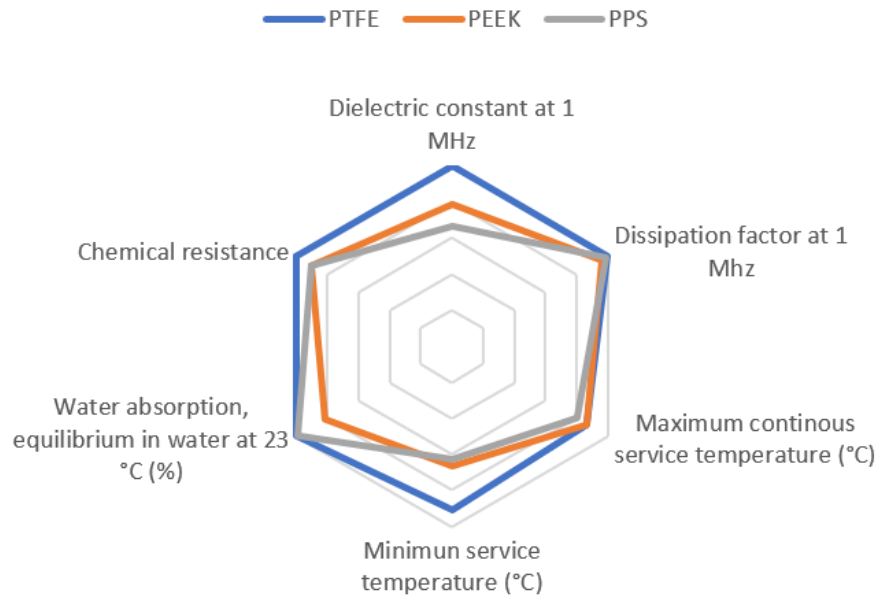 PTFE PEEK PPS
Dielectric constant at 1
MHz
Dissipation factor at 1
Mhz
Chemical resistance
Water absorption,
equilibrium in water at 23
°C (%)
Maximum continous
service temperature (°C)
Minimun service
temperature (°C)